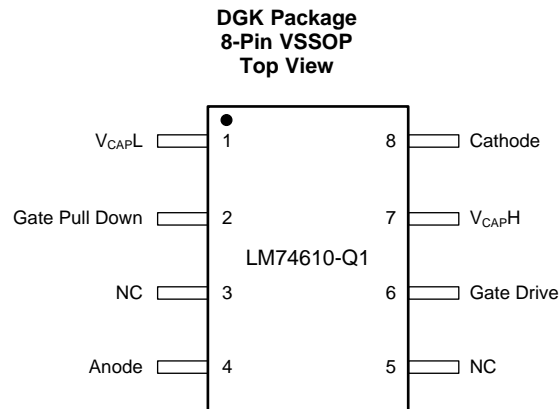 DGK Package
8-Pin VSSOP
Top View
VCAPL 1 8 Cathode
Gate Pull Down 2 7 VCAPH
LM74610-Q1
NC 3 6 Gate Drive
Anode 4 5 NC